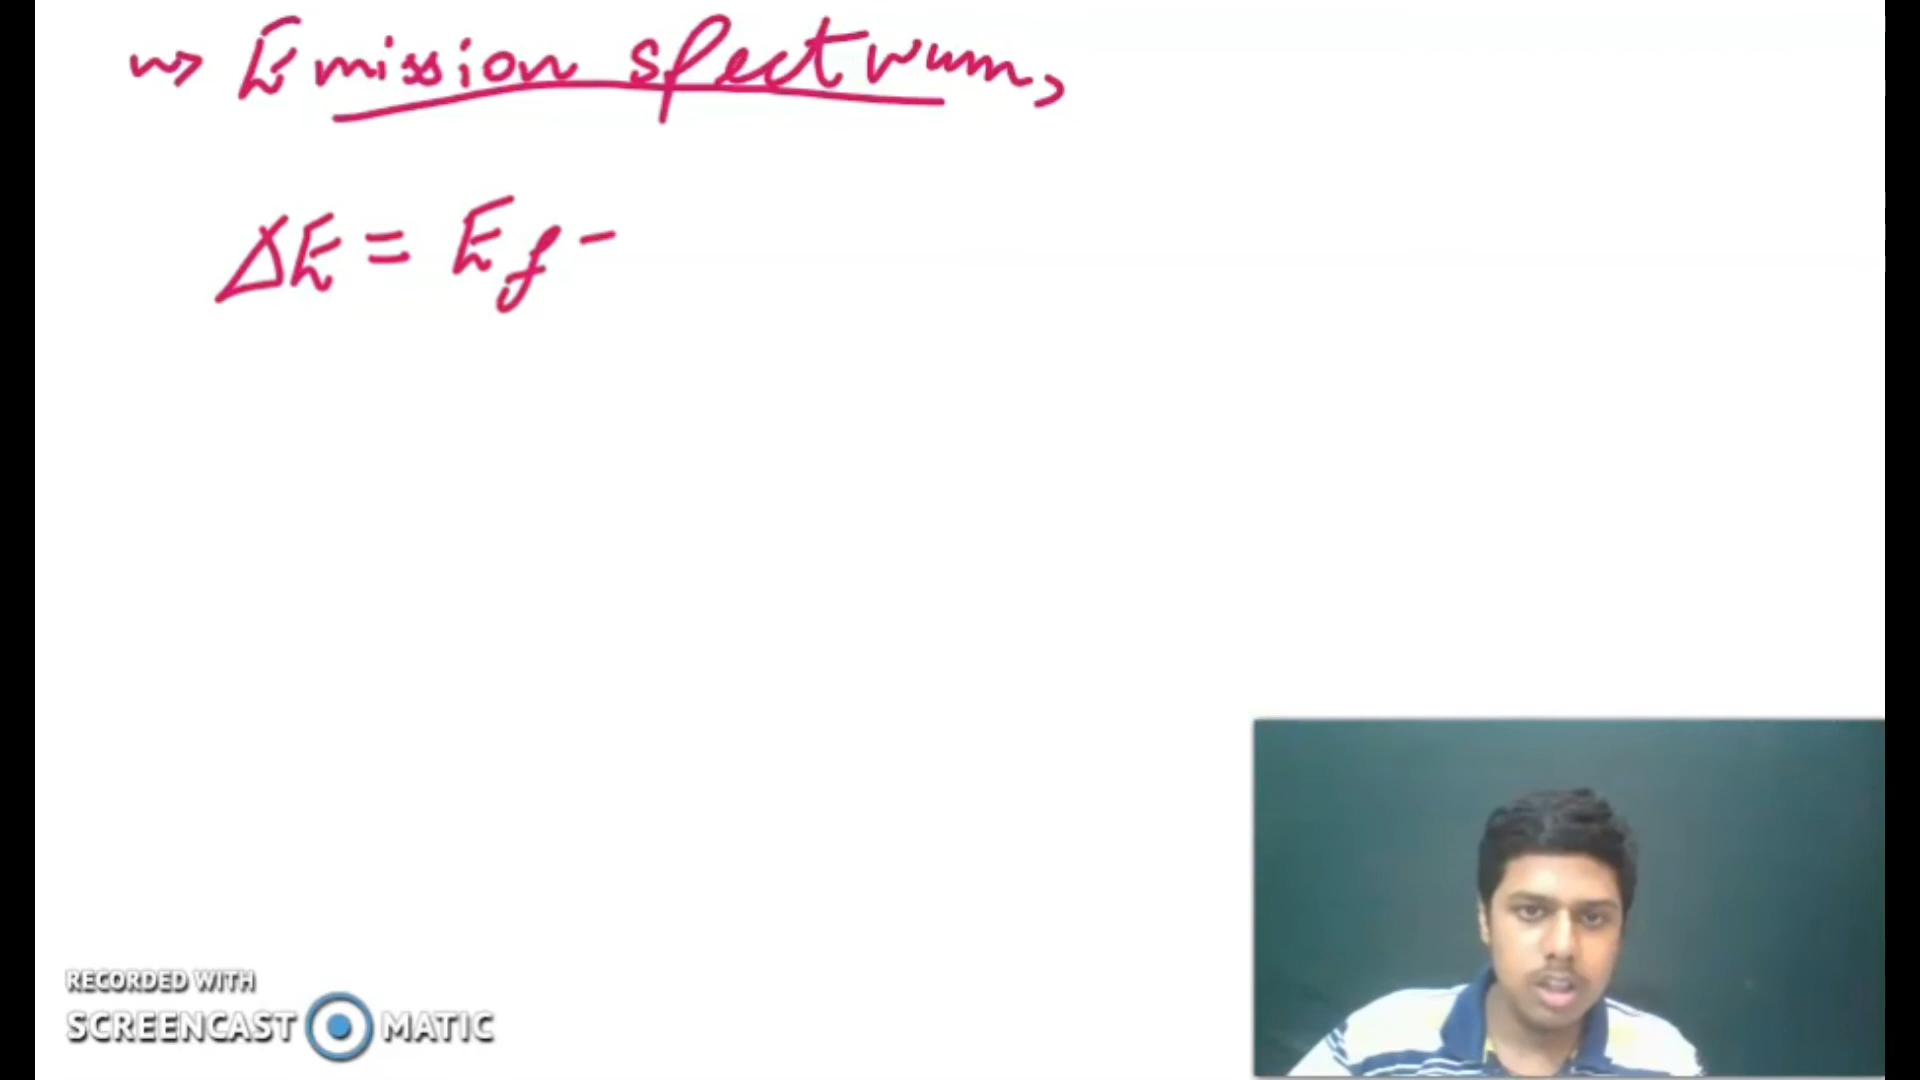 ⇝ Emission spectrum,
ΔE = Ef -
RECORDED WITH
SCREENCAST MATIC